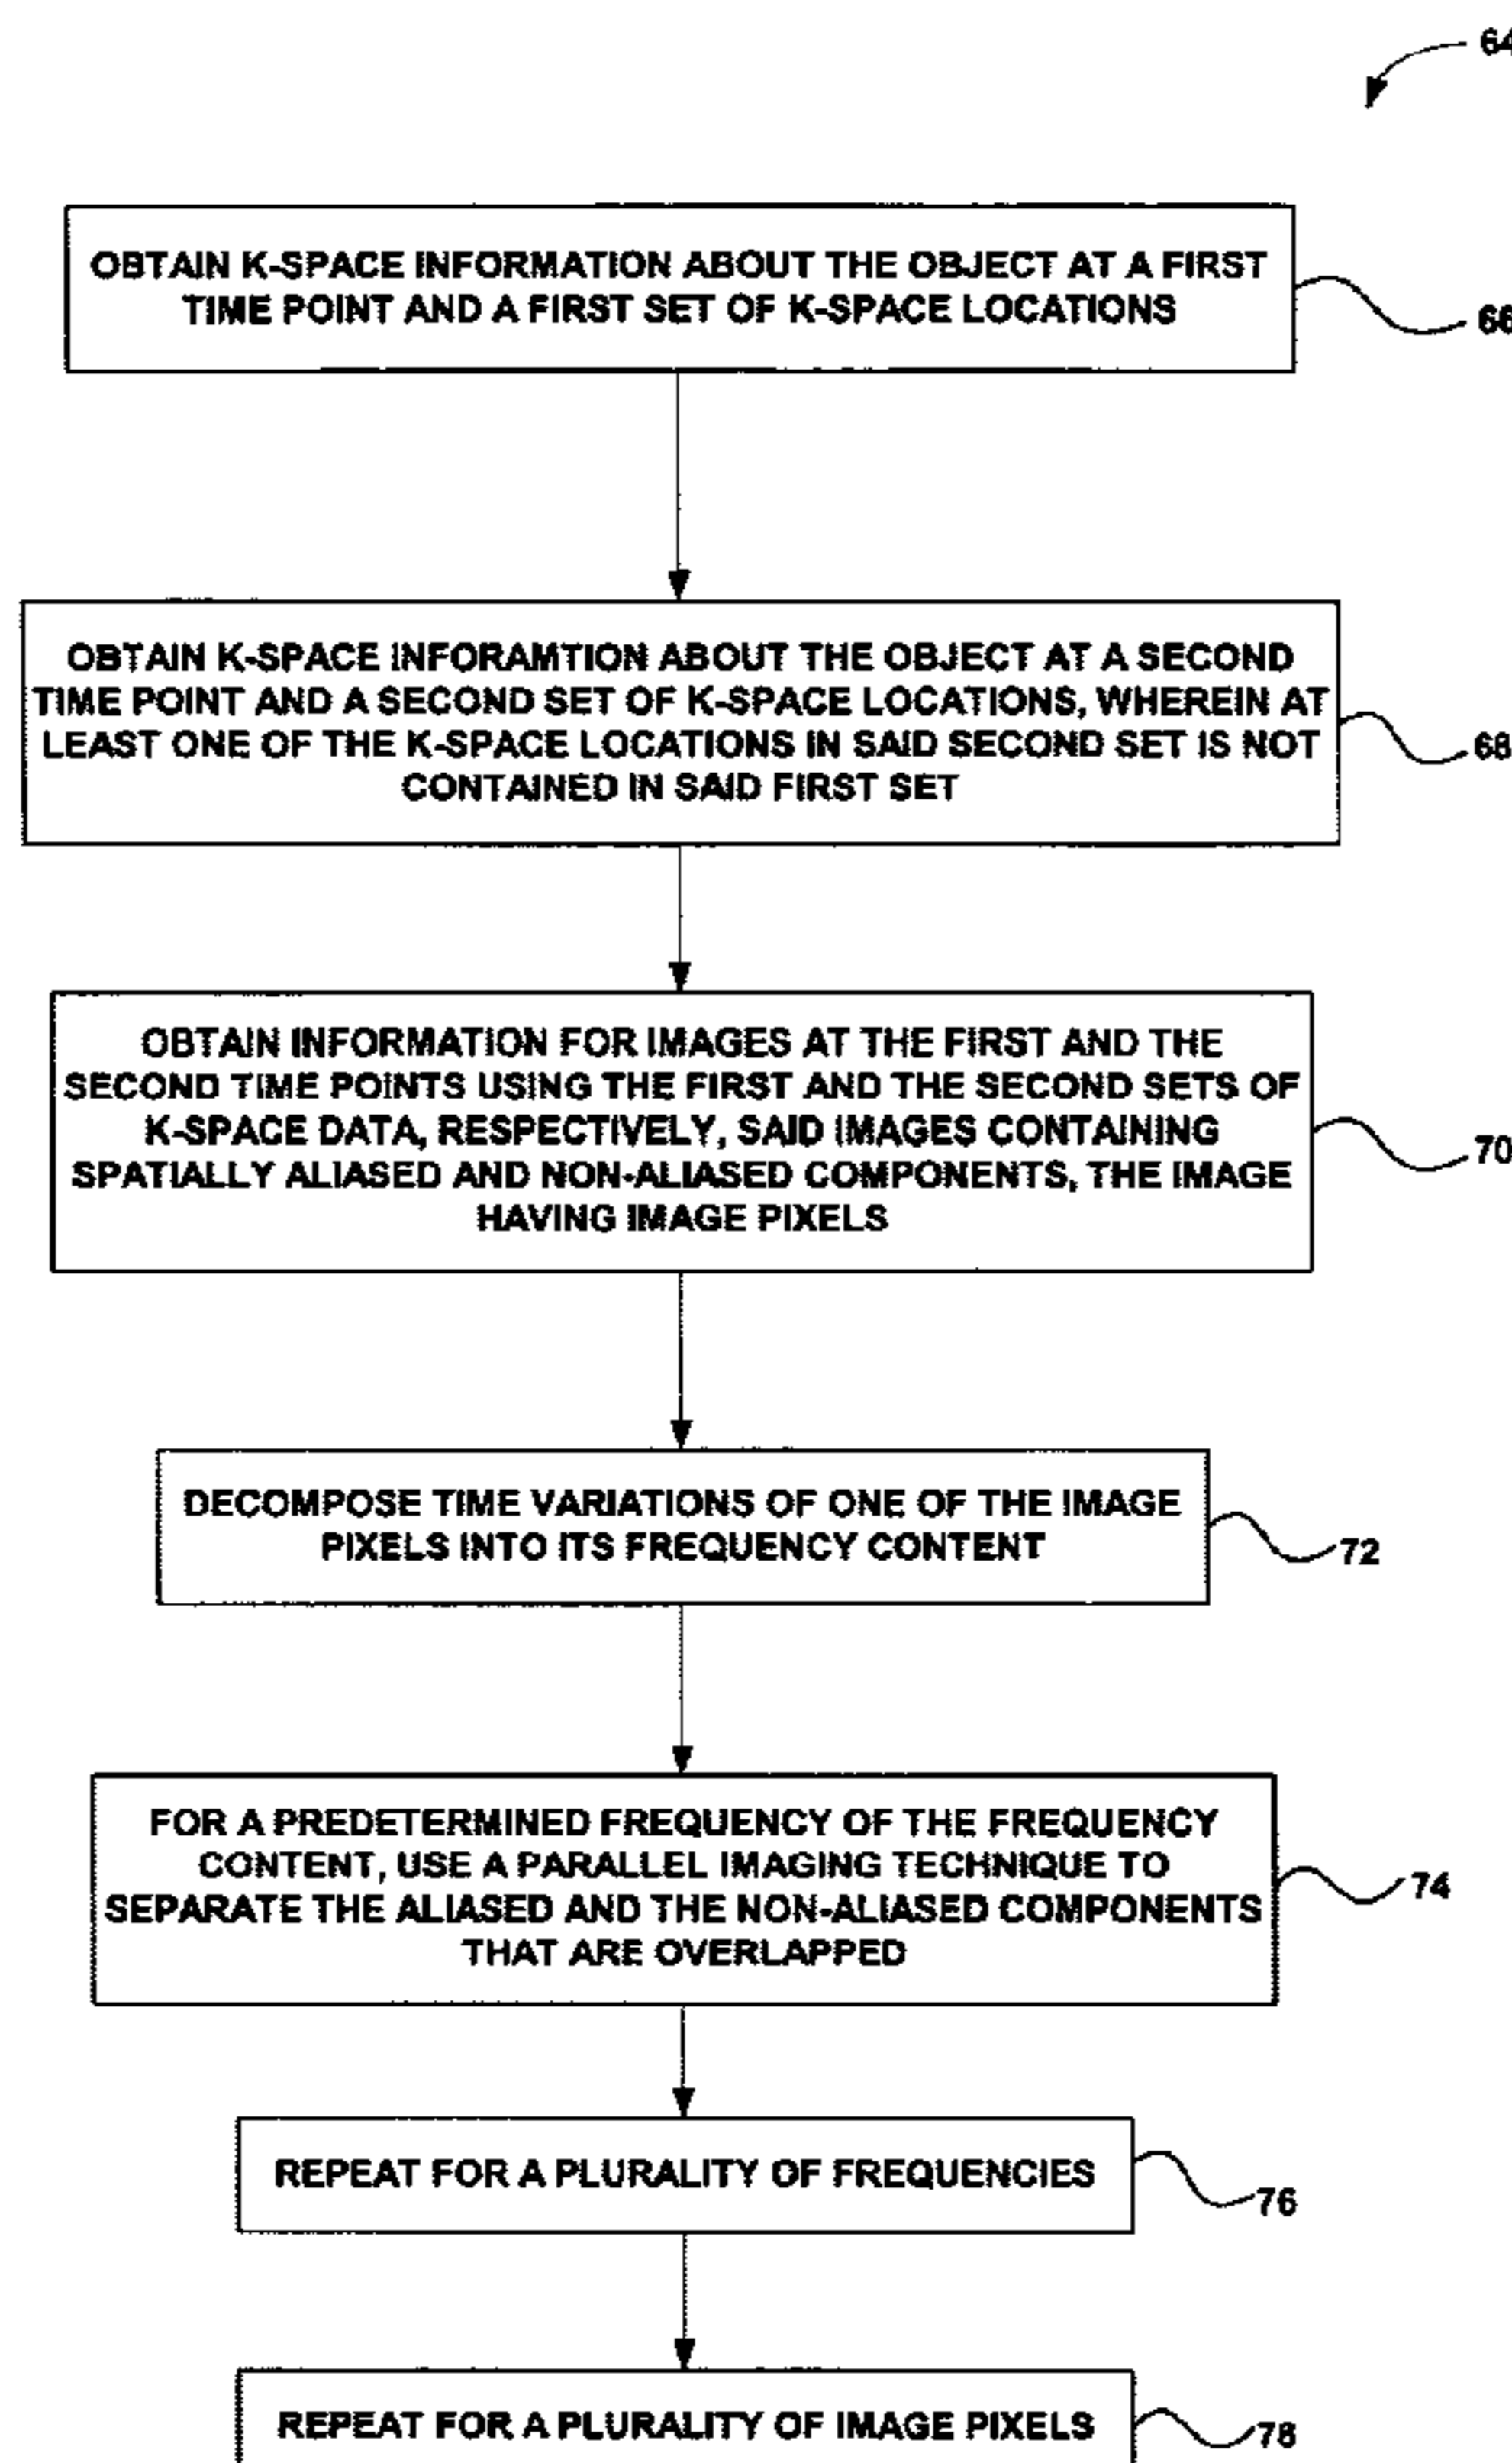 64
OBTAIN K-SPACE INFORMATION ABOUT THE OBJECT AT A FIRST
TIME POINT AND A FIRST SET OF K-SPACE LOCATIONS
66
OBTAIN K-SPACE INFORAMTION ABOUT THE OBJECT AT A SECOND
TIME POINT AND A SECOND SET OF K-SPACE LOCATIONS, WHEREIN AT
LEAST ONE OF THE K-SPACE LOCATIONS IN SAID SECOND SET IS NOT
CONTAINED IN SAID FIRST SET
68
OBTAIN INFORMATION FOR IMAGES AT THE FIRST AND THE
SECOND TIME POINTS USING THE FIRST AND THE SECOND SETS OF
K-SPACE DATA, RESPECTIVELY, SAID IMAGES CONTAINING
SPATIALLY ALIASED AND NON-ALIASED COMPONENTS, THE IMAGE
HAVING IMAGE PIXELS
70
DECOMPOSE TIME VARIATIONS OF ONE OF THE IMAGE
PIXELS INTO ITS FREQUENCY CONTENT
72
FOR A PREDETERMINED FREQUENCY OF THE FREQUENCY
CONTENT, USE A PARALLEL IMAGING TECHNIQUE TO
SEPARATE THE ALIASED AND THE NON-ALIASED COMPONENTS
THAT ARE OVERLAPPED
74
REPEAT FOR A PLURALITY OF FREQUENCIES
76
REPEAT FOR A PLURALITY OF IMAGE PIXELS
78